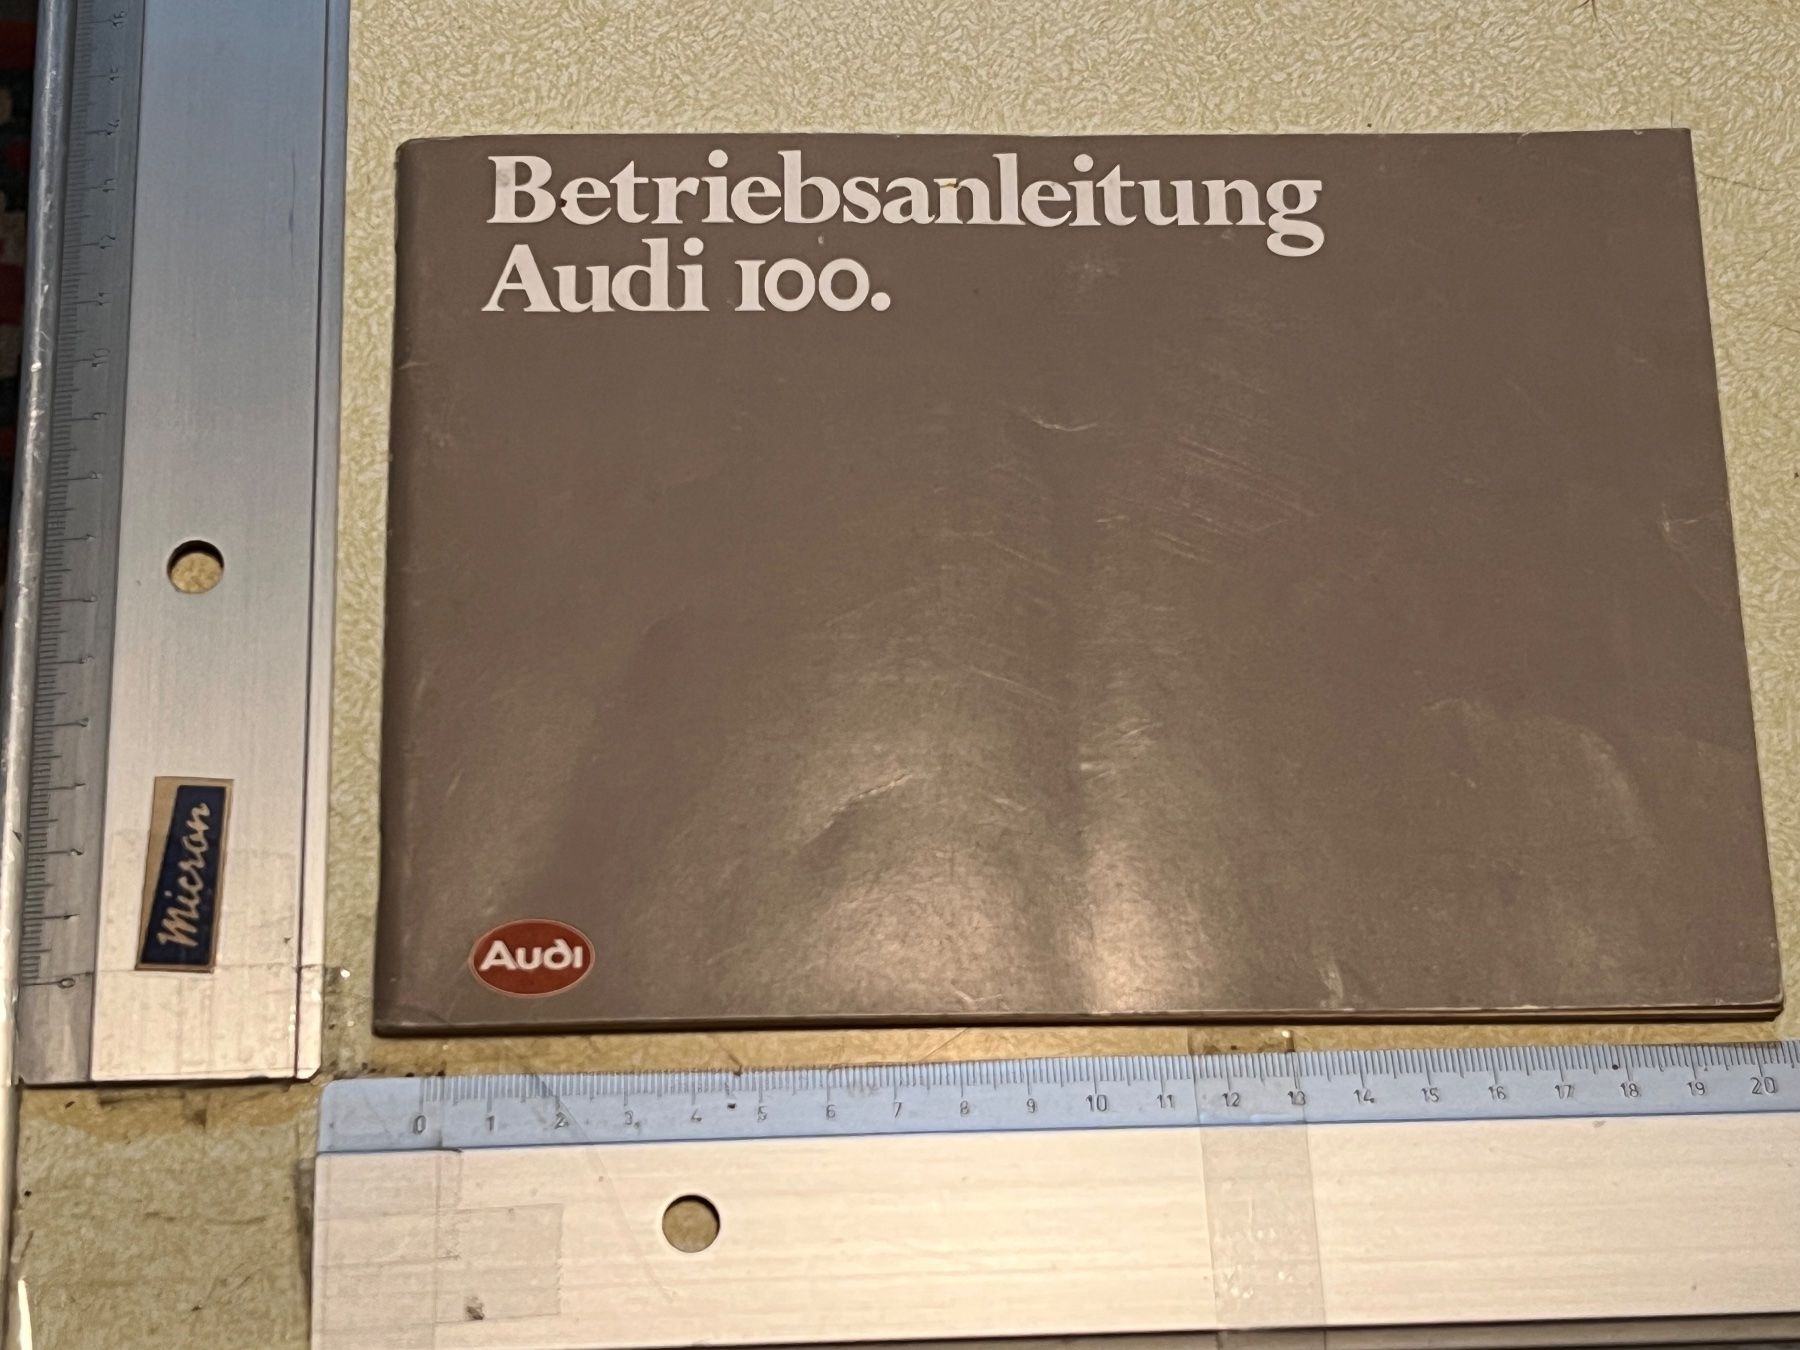 Betriebsanleitung
Audi 100.
Audi
Micron
0 1 2 3 4 5 6 7 8 9 10 11 12 13 14 15 16 17 18 19 20